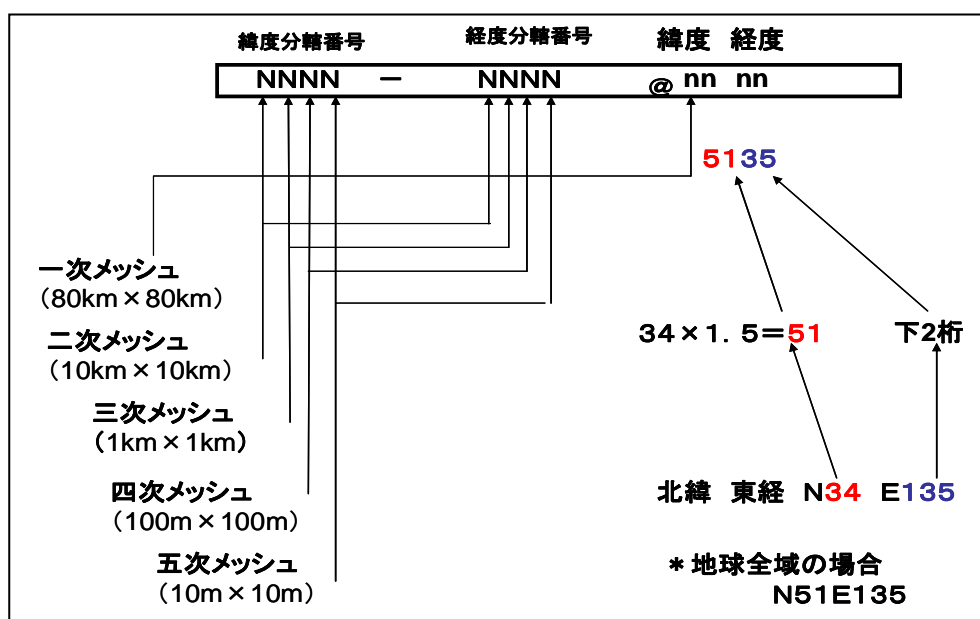 緯度分轄番号 経度分轄番号 緯度 経度
NNNN － NNNN @ nn nn
5135
一次メッシュ
（80km×80km）
34×1.5＝51 下2桁
二次メッシュ
（10km×10km）
三次メッシュ
（1km×1km）
四次メッシュ
（100m×100m）
北緯 東経 N34 E135
五次メッシュ
（10m×10m）
＊地球全域の場合
N51E135